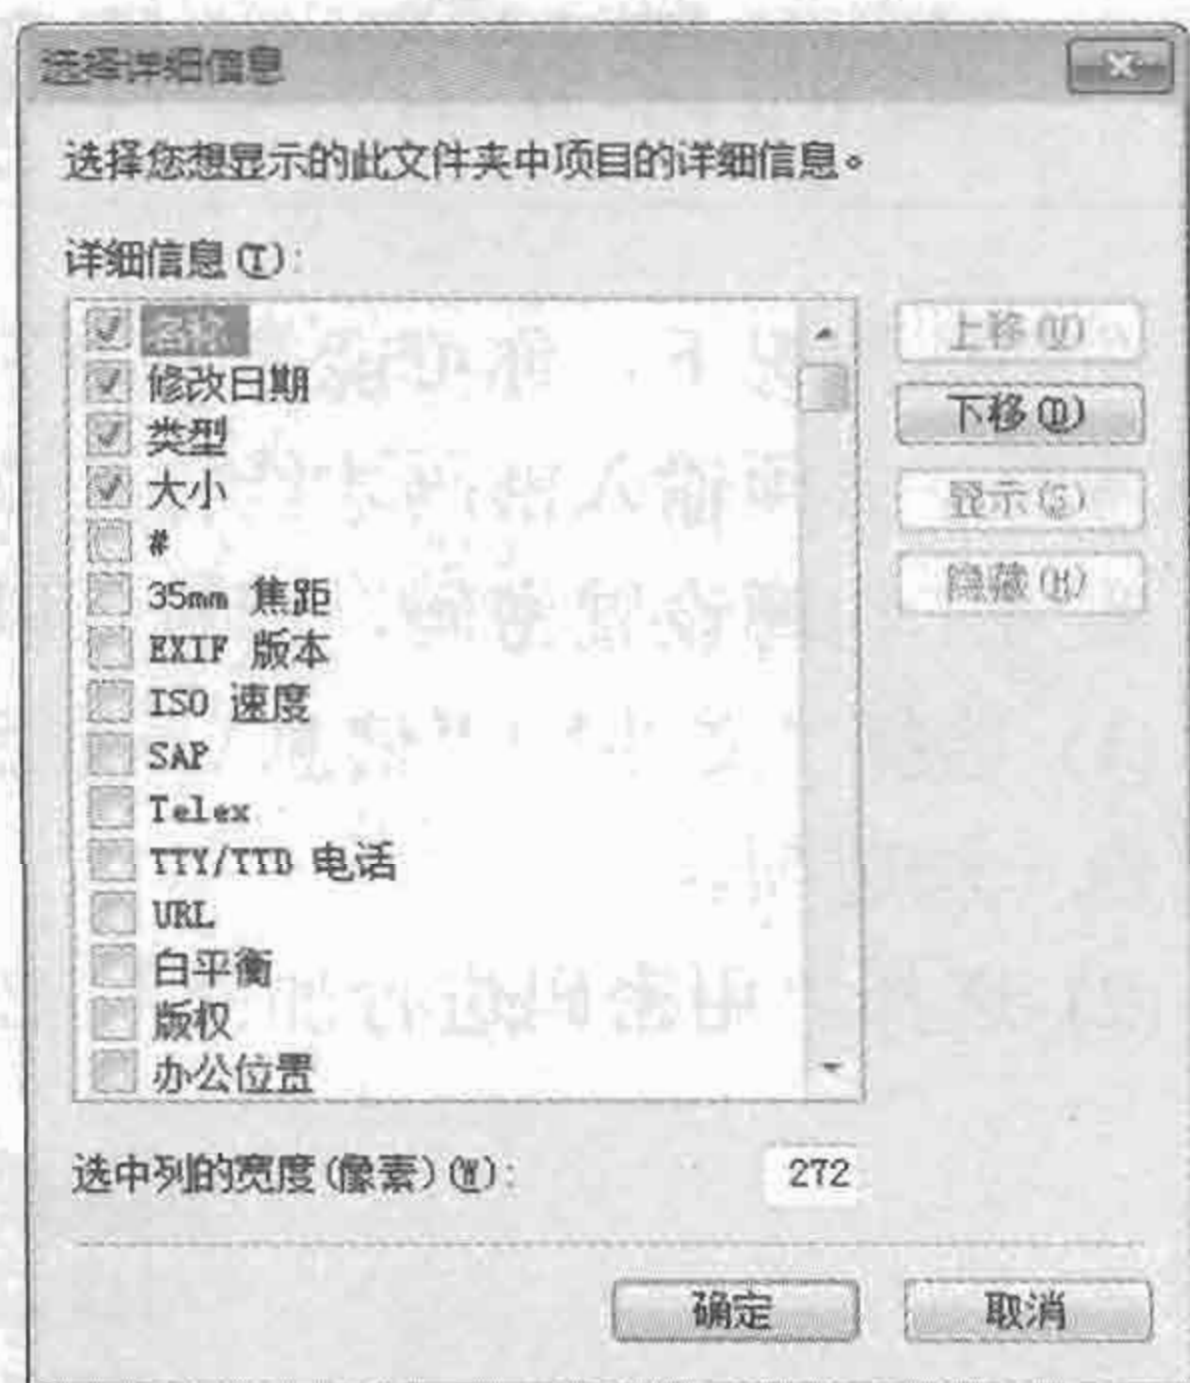 选择详细信息
选择您想显示的此文件夹中项目的详细信息。
详细信息(T):
名称
修改日期
类型
大小
#
35mm 焦距
EXIF 版本
ISO 速度
SAP
Telex
TTY/TTD 电话
URL
白平衡
版权
办公位置
上移(U)
下移(D)
显示(S)
隐藏(H)
选中列的宽度(像素)(W):
272
确定
取消